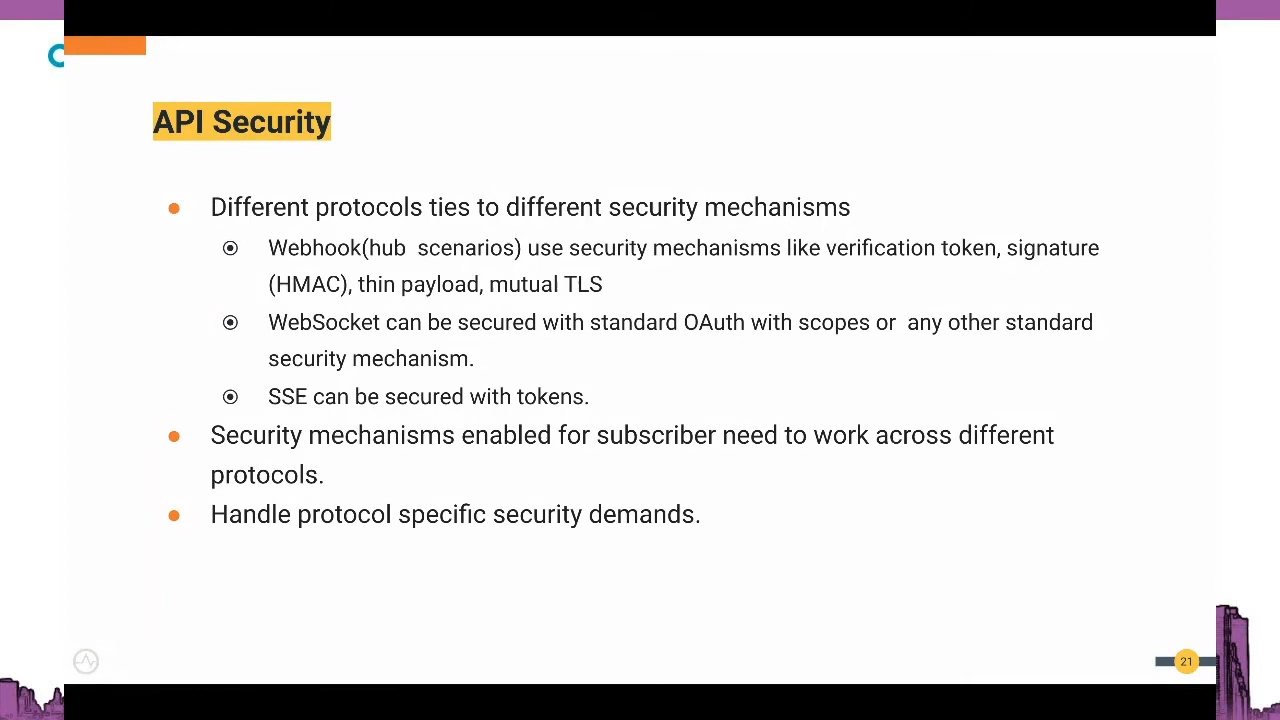 API Security
Different protocols ties to different security mechanisms
Webhook(hub scenarios) use security mechanisms like verification token, signature
(HMAC), thin payload, mutual TLS
WebSocket can be secured with standard OAuth with scopes or any other standard
security mechanism.
SSE can be secured with tokens.
Security mechanisms enabled for subscriber need to work across different
protocols.
Handle protocol specific security demands.
21